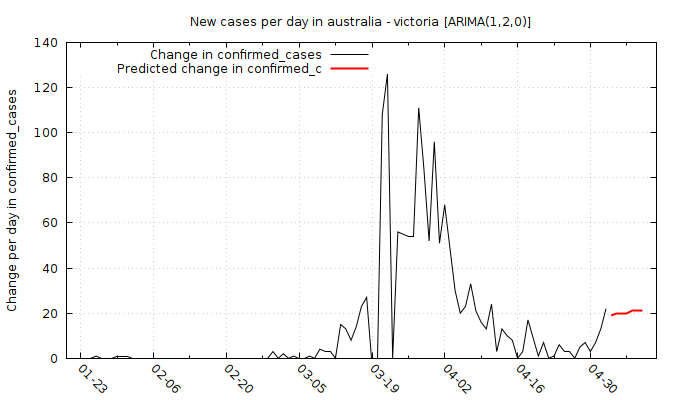 New cases per day in australia - victoria [ARIMA(1,2,0)]
Change in confirmed_cases
Predicted change in confirmed_c
Change per day in confirmed_cases
140
120
100
80
60
40
20
0
01-23 02-06 02-20 03-05 03-19 04-02 04-16 04-30